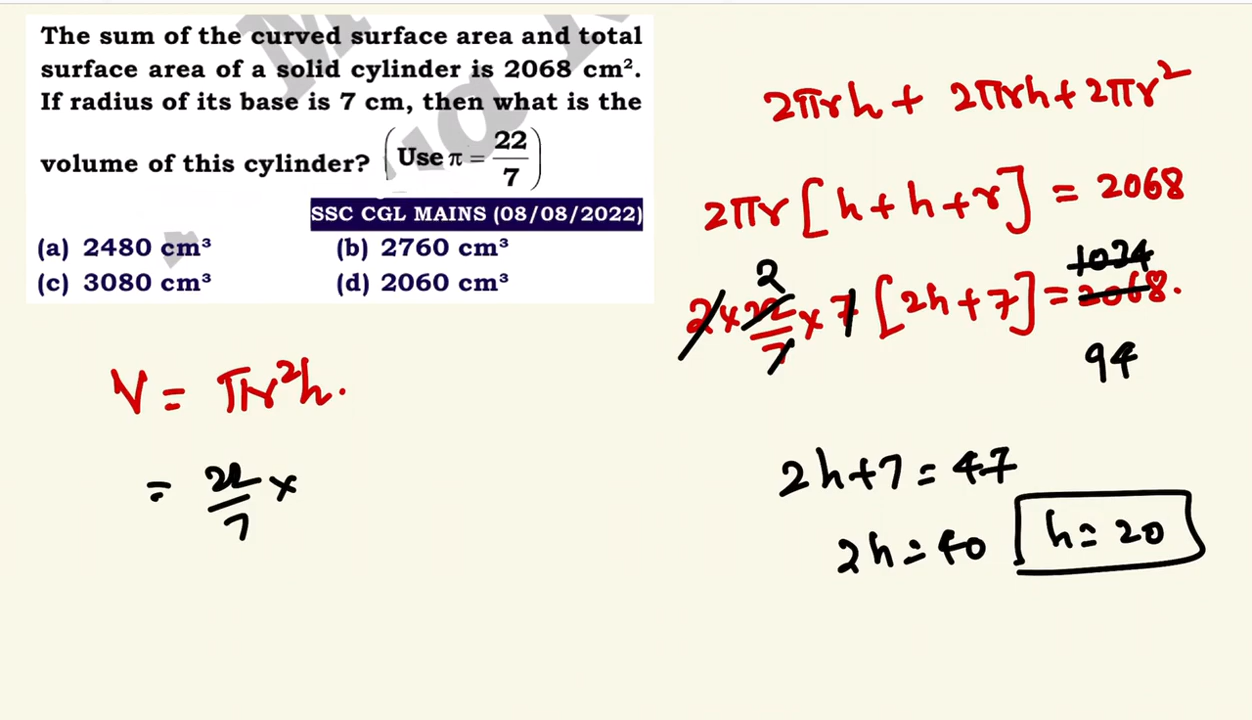 The sum of the curved surface area and total
surface area of a solid cylinder is 2068 cm².
If radius of its base is 7 cm, then what is the
volume of this cylinder? (Use π = 22/7)
SSC CGL MAINS (08/08/2022)
(a) 2480 cm³ (b) 2760 cm³
(c) 3080 cm³ (d) 2060 cm³
V = πr²h.
= 22/7 ×
2πrh + 2πrh + 2πr²
2πr [h + h + r] = 2068
2 1034
2 × 22/7 × 7 [2h + 7] = 2068.
94
2h + 7 = 47
2h = 40 h = 20